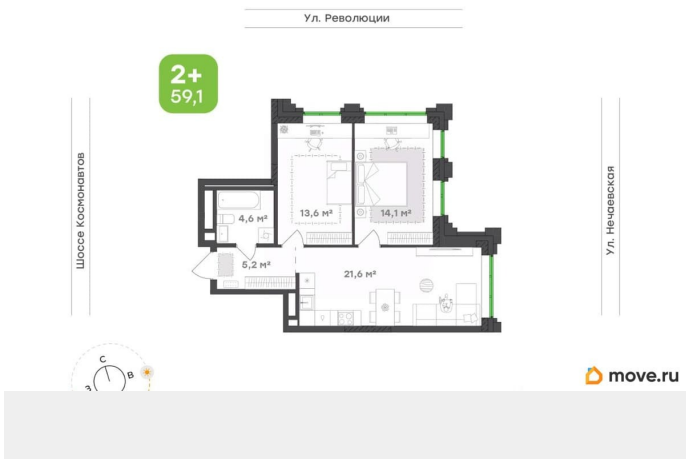 Ул. Революции
2+
59,1
Шоссе Космонавтов
Ул. Нечаевская
4,6 м²
13,6 м²
14,1 м²
5,2 м²
21,6 м²
С
В
З
move.ru